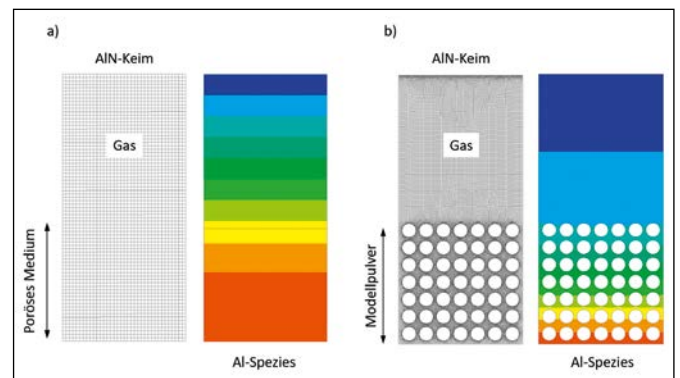 a)
AlN-Keim
Gas
Poröses Medium
Al-Spezies
b)
AlN-Keim
Gas
Modellpulver
Al-Spezies